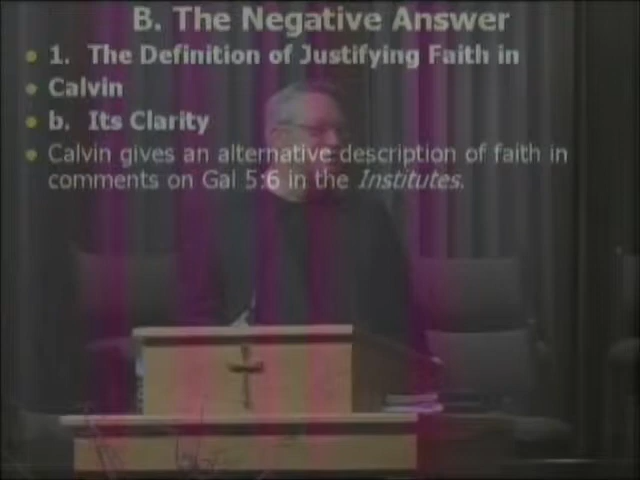 B. The Negative Answer
1. The Definition of Justifying Faith in
Calvin
b. Its Clarity
Calvin gives an alternative description of faith in
comments on Gal 5:6 in the Institutes.